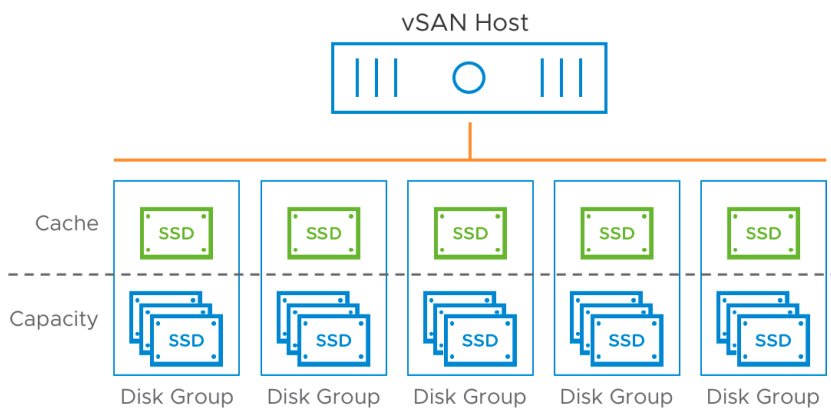 vSAN Host
Cache
SSD SSD SSD SSD SSD
Capacity
SSD SSD SSD SSD SSD
Disk Group Disk Group Disk Group Disk Group Disk Group